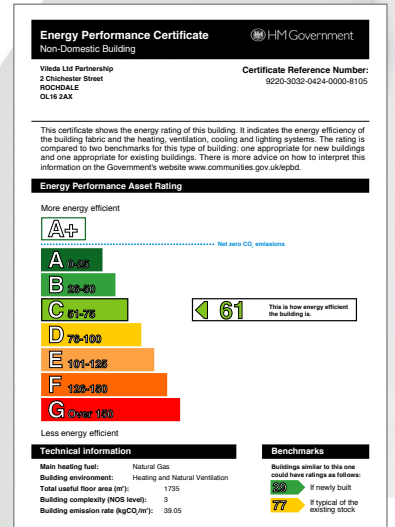 Energy Performance Certificate
Non-Domestic Building
HM Government
Vileda Ltd Partnership
2 Chichester Street
ROCHDALE
OL16 2AX
Certificate Reference Number:
9220-3032-0424-0000-8105
This certificate shows the energy rating of this building. It indicates the energy efficiency of
the building fabric and the heating, ventilation, cooling and lighting systems. The rating is
compared to two benchmarks for this type of building: one appropriate for new buildings
and one appropriate for existing buildings. There is more advice on how to interpret this
information on the Government's website www.communities.gov.uk/epbd.
Energy Performance Asset Rating
More energy efficient
A+
Net zero CO₂ emissions
A 0-25
B 26-50
C 51-75
61
This is how energy efficient
the building is.
D 76-100
E 101-125
F 126-150
G Over 150
Less energy efficient
Technical information
Main heating fuel: Natural Gas
Building environment: Heating and Natural Ventilation
Total useful floor area (m²): 1735
Building complexity (NOS level): 3
Building emission rate (kgCO₂/m²): 39.05
Benchmarks
Buildings similar to this one
could have ratings as follows:
29 If newly built
77 If typical of the
existing stock